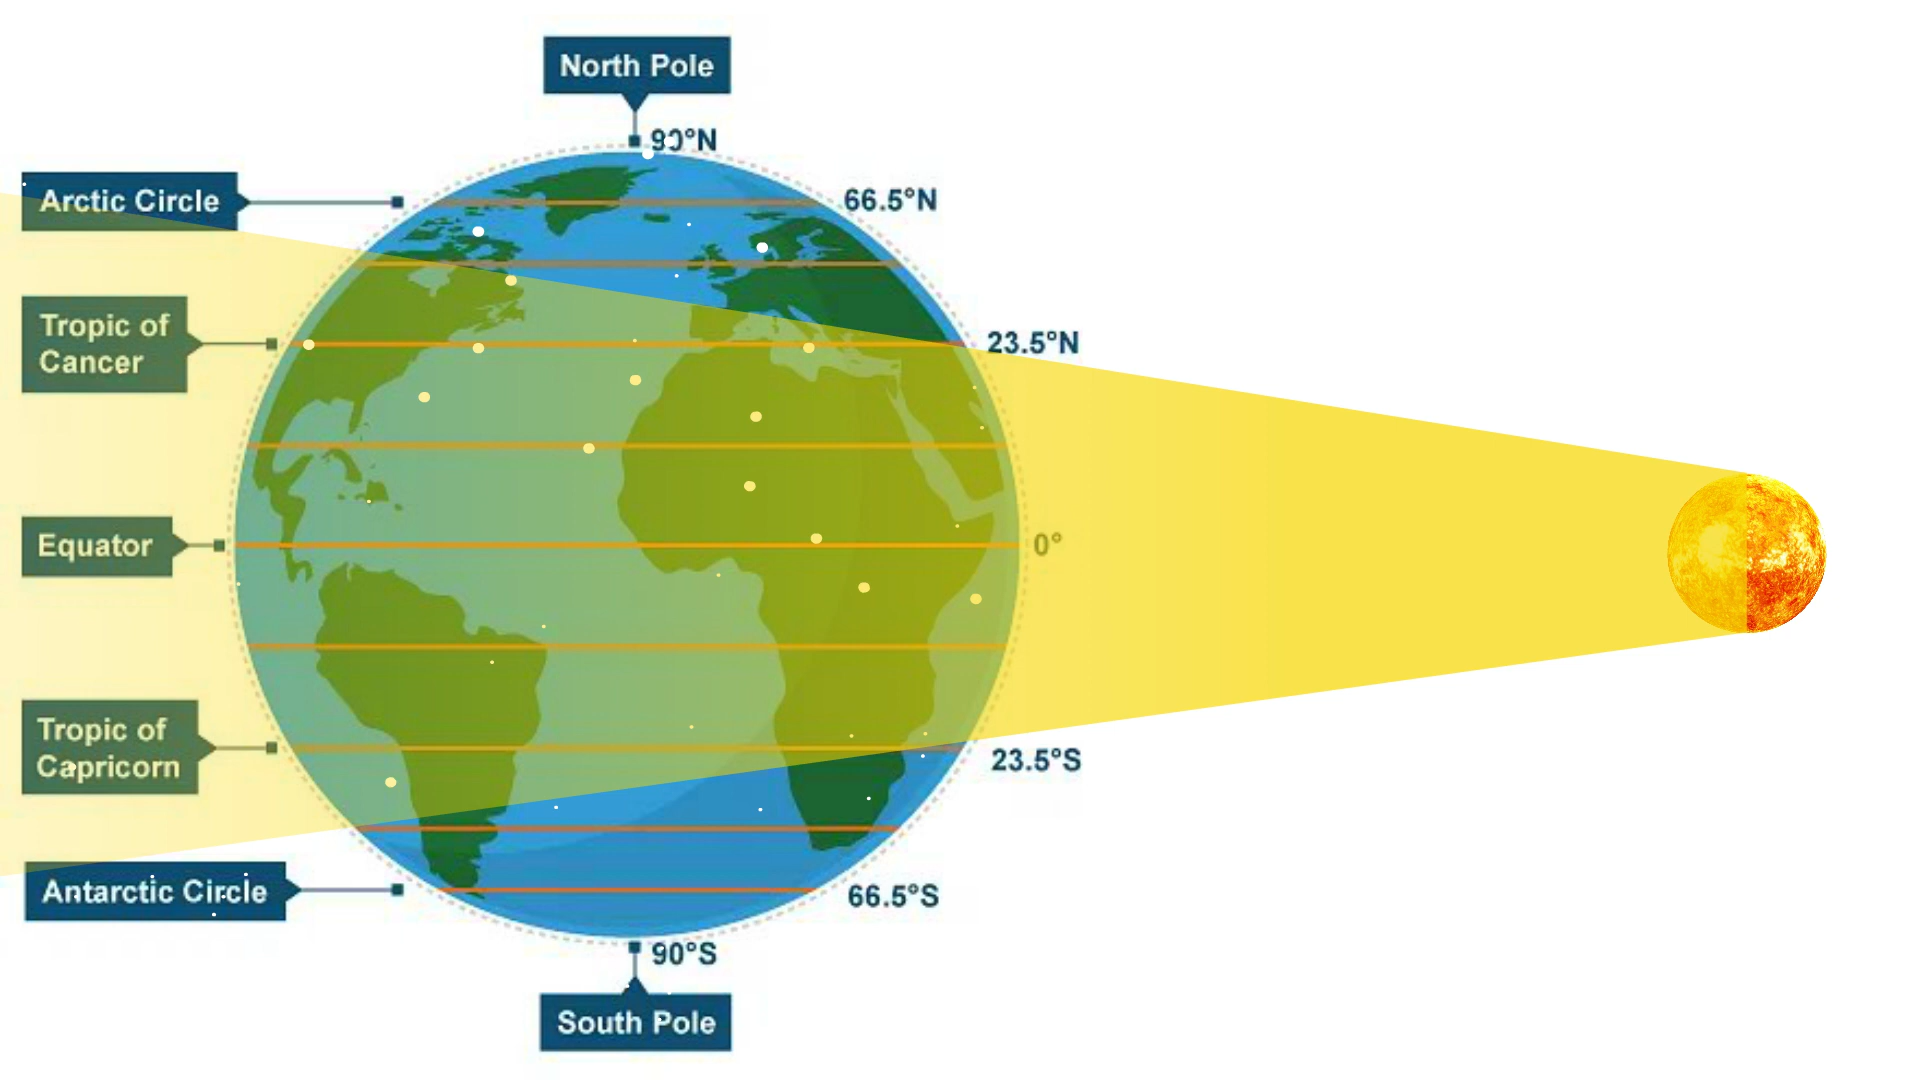 North Pole
90°N
Arctic Circle
66.5°N
Tropic of
Cancer
23.5°N
Equator
0°
Tropic of
Capricorn
23.5°S
Antarctic Circle
66.5°S
90°S
South Pole